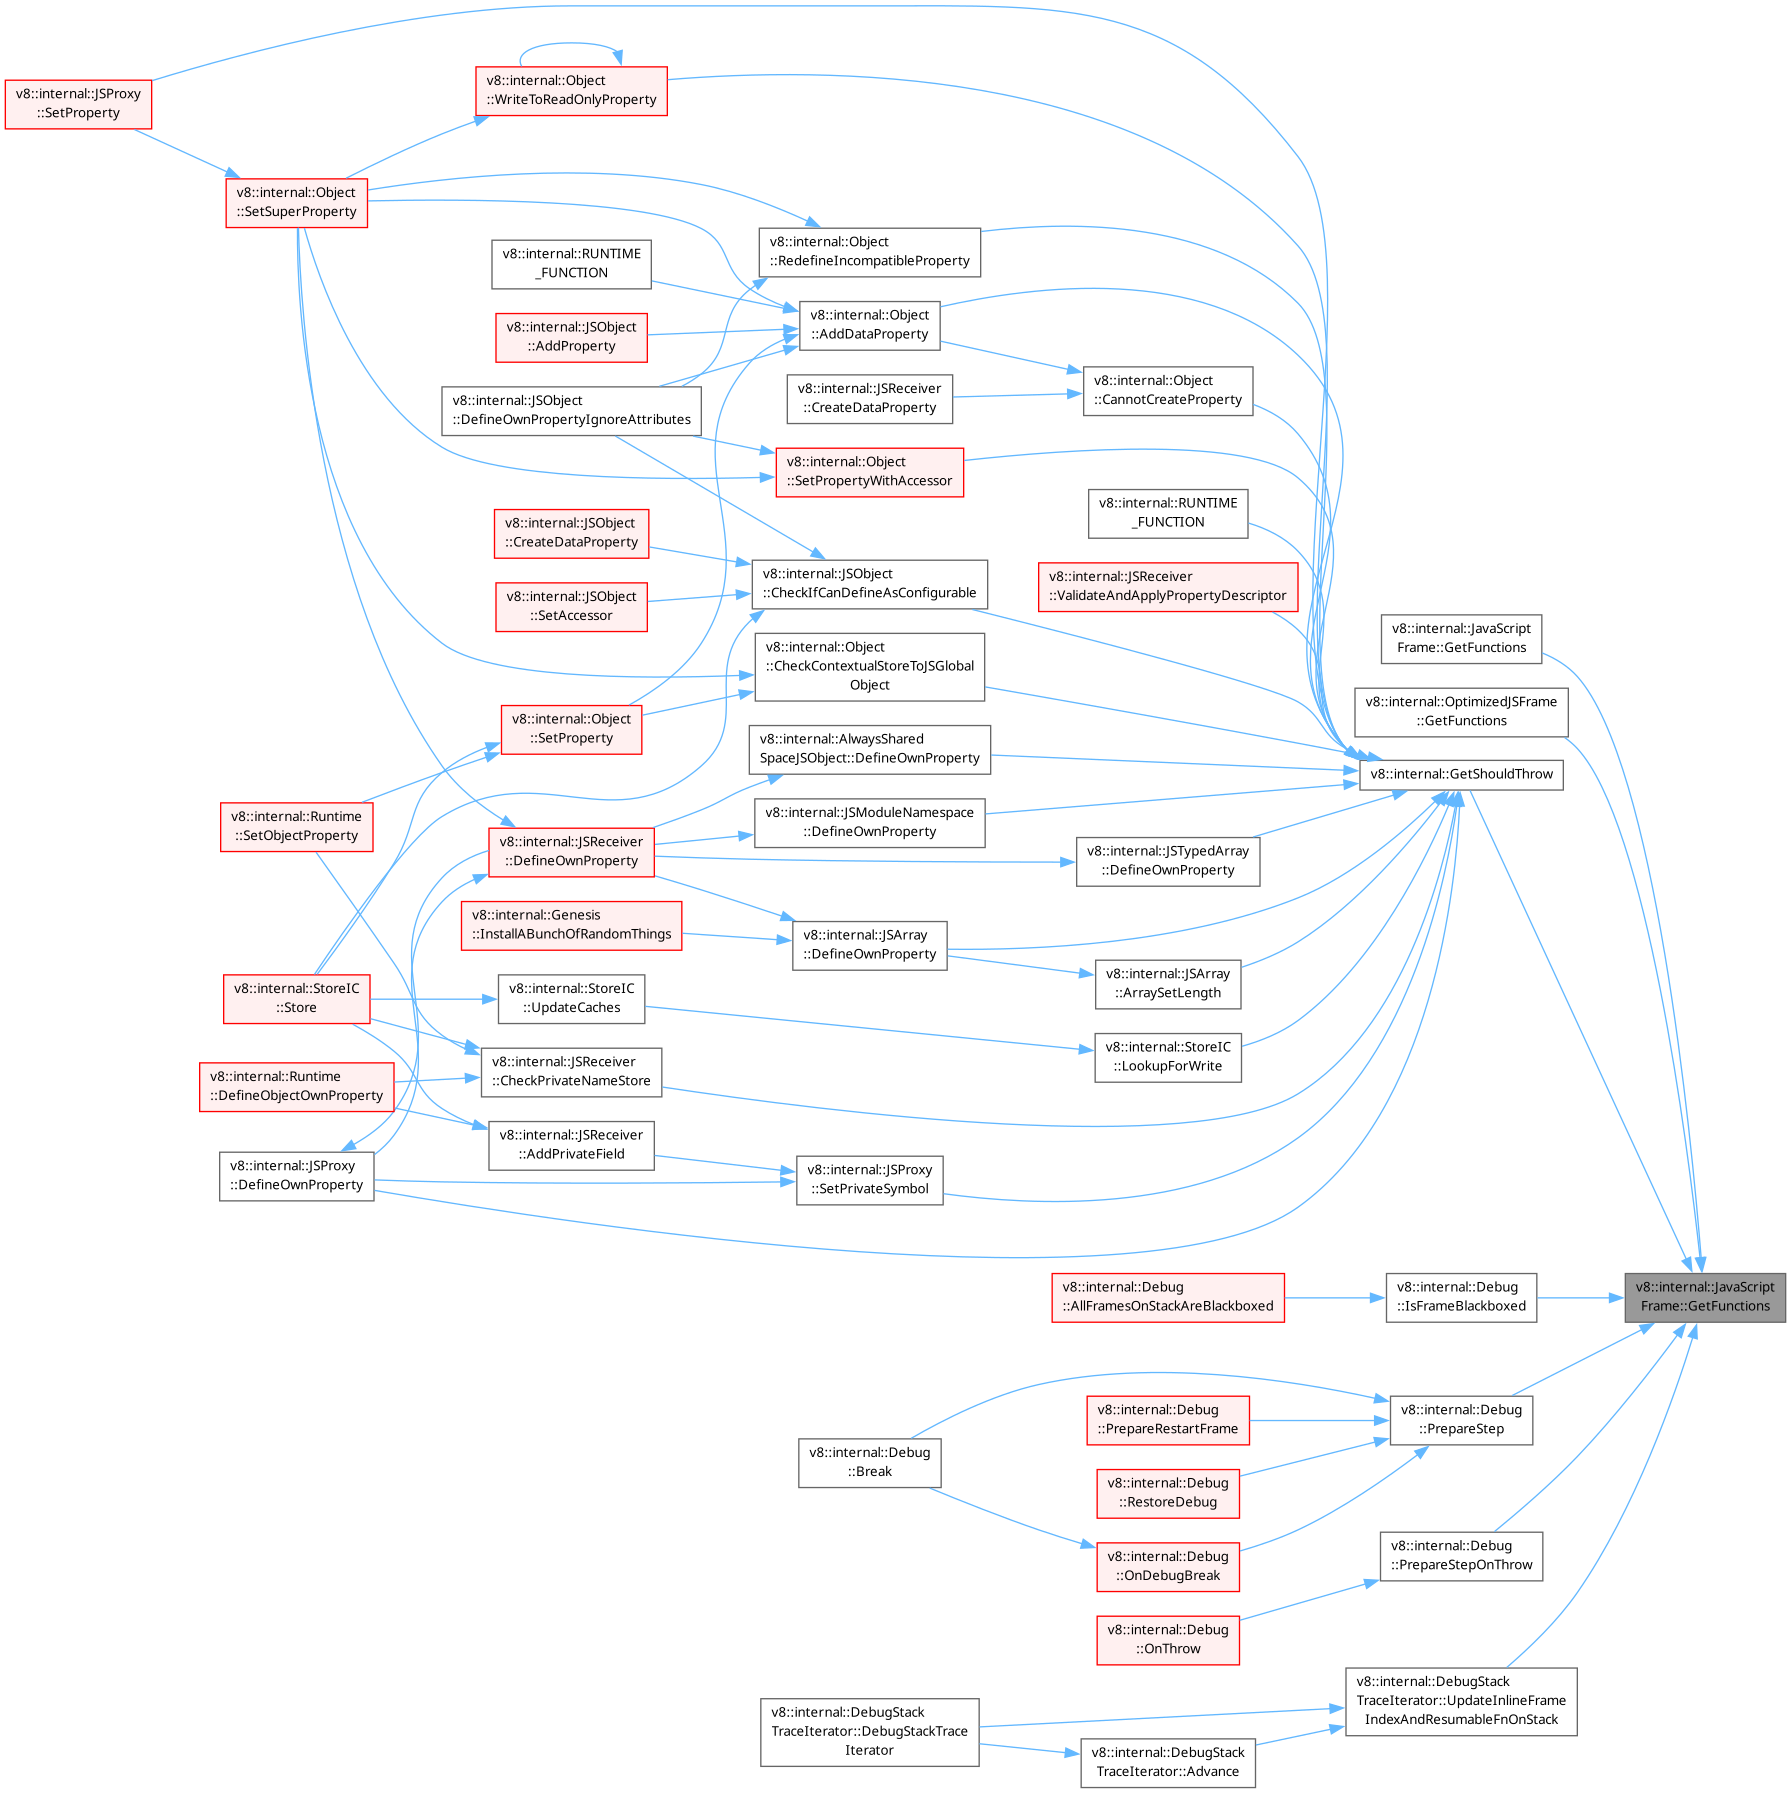 v8::internal::JSProxy
::SetProperty
v8::internal::Object
::WriteToReadOnlyProperty
v8::internal::Object
::SetSuperProperty
v8::internal::RUNTIME
_FUNCTION
v8::internal::Object
::RedefineIncompatibleProperty
v8::internal::JSObject
::AddProperty
v8::internal::Object
::AddDataProperty
v8::internal::JSObject
::DefineOwnPropertyIgnoreAttributes
v8::internal::JSReceiver
::CreateDataProperty
v8::internal::Object
::CannotCreateProperty
v8::internal::Object
::SetPropertyWithAccessor
v8::internal::RUNTIME
_FUNCTION
v8::internal::JSObject
::CreateDataProperty
v8::internal::JSObject
::SetAccessor
v8::internal::JSObject
::CheckIfCanDefineAsConfigurable
v8::internal::JSReceiver
::ValidateAndApplyPropertyDescriptor
v8::internal::JavaScript
Frame::GetFunctions
v8::internal::Object
::CheckContextualStoreToJSGlobal
Object
v8::internal::OptimizedJSFrame
::GetFunctions
v8::internal::Object
::SetProperty
v8::internal::AlwaysShared
SpaceJSObject::DefineOwnProperty
v8::internal::GetShouldThrow
v8::internal::Runtime
::SetObjectProperty
v8::internal::JSReceiver
::DefineOwnProperty
v8::internal::JSModuleNamespace
::DefineOwnProperty
v8::internal::JSTypedArray
::DefineOwnProperty
v8::internal::Genesis
::InstallABunchOfRandomThings
v8::internal::JSArray
::DefineOwnProperty
v8::internal::JSArray
::ArraySetLength
v8::internal::StoreIC
::Store
v8::internal::StoreIC
::UpdateCaches
v8::internal::StoreIC
::LookupForWrite
v8::internal::Runtime
::DefineObjectOwnProperty
v8::internal::JSReceiver
::CheckPrivateNameStore
v8::internal::JSReceiver
::AddPrivateField
v8::internal::JSProxy
::DefineOwnProperty
v8::internal::JSProxy
::SetPrivateSymbol
v8::internal::Debug
::AllFramesOnStackAreBlackboxed
v8::internal::Debug
::IsFrameBlackboxed
v8::internal::JavaScript
Frame::GetFunctions
v8::internal::Debug
::PrepareRestartFrame
v8::internal::Debug
::PrepareStep
v8::internal::Debug
::Break
v8::internal::Debug
::RestoreDebug
v8::internal::Debug
::OnDebugBreak
v8::internal::Debug
::PrepareStepOnThrow
v8::internal::Debug
::OnThrow
v8::internal::DebugStack
TraceIterator::UpdateInlineFrame
IndexAndResumableFnOnStack
v8::internal::DebugStack
TraceIterator::DebugStackTrace
Iterator
v8::internal::DebugStack
TraceIterator::Advance